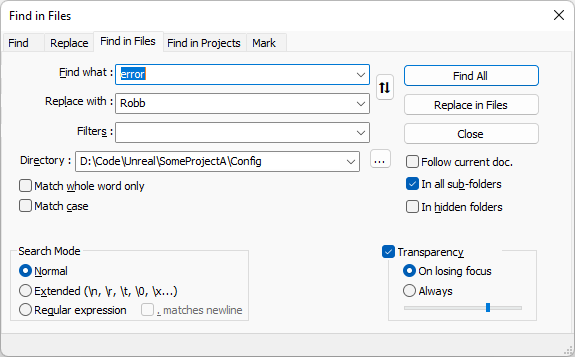 Find in Files
Find Replace Find in Files Find in Projects Mark
Find what : error
Find All
Replace with : Robb
Replace in Files
Filters :
Close
Directory : D:\Code\Unreal\SomeProjectA\Config ...
Follow current doc.
Match whole word only
In all sub-folders
Match case
In hidden folders
Search Mode
Transparency
Normal
On losing focus
Extended (\n, \r, \t, \0, \x...)
Always
Regular expression . matches newline